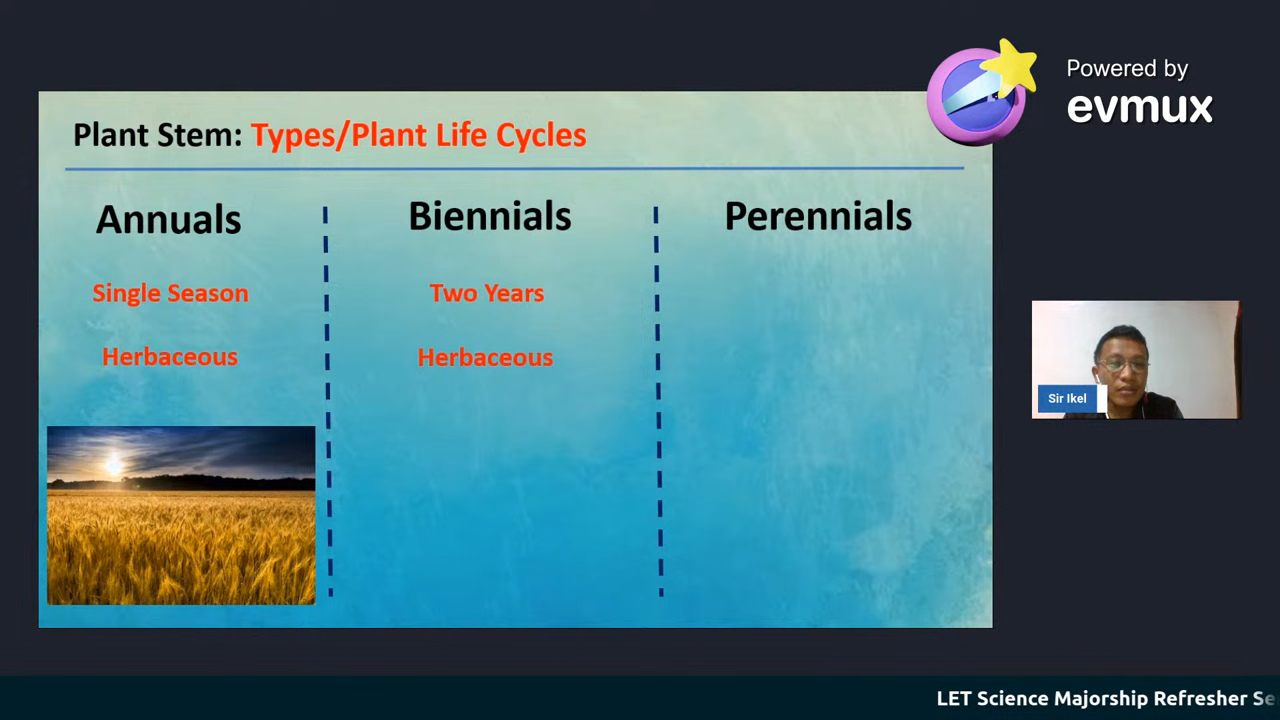 Powered by
evmux
Plant Stem: Types/Plant Life Cycles
Annuals
Biennials
Perennials
Single Season
Two Years
Herbaceous
Herbaceous
Sir Ikel
LET Science Majorship Refresher Se